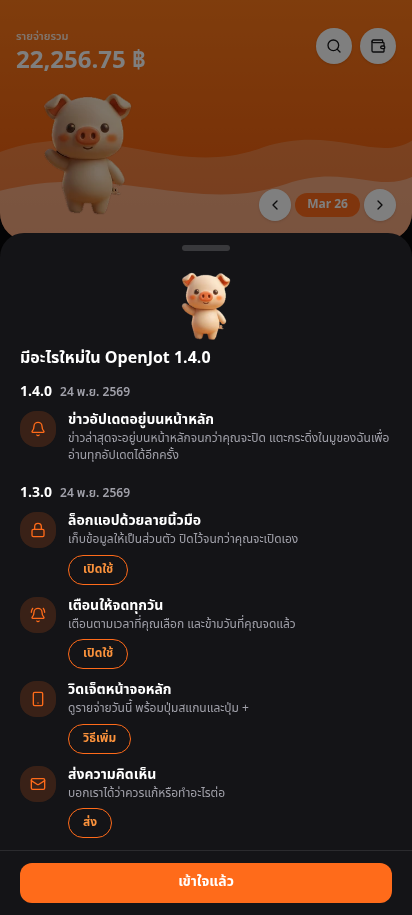 รายจ่ายรวม
22,256.75 ฿
Mar 26
มีอะไรใหม่ใน OpenJot 1.4.0
1.4.0 24 พ.ย. 2569
ข่าวอัปเดตอยู่บนหน้าหลัก
ข่าวล่าสุดจะอยู่บนหน้าหลักจนกว่าคุณจะปิด แตะกระดิ่งในมูของฉันเพื่อ
อ่านทุกอัปเดตได้อีกครั้ง
1.3.0 24 พ.ย. 2569
ล็อกแอปด้วยลายนิ้วมือ
เก็บข้อมูลให้เป็นส่วนตัว ปิดไว้จนกว่าคุณจะเปิดเอง
เปิดใช้
เตือนให้จดทุกวัน
เตือนตามเวลาที่คุณเลือก และข้ามวันที่คุณจดแล้ว
เปิดใช้
วิดเจ็ตหน้าจอหลัก
ดูรายจ่ายวันนี้ พร้อมปุ่มสแกนและปุ่ม +
วิธีเพิ่ม
ส่งความคิดเห็น
บอกเราได้ว่าควรแก้หรือทำอะไรต่อ
ส่ง
เข้าใจแล้ว